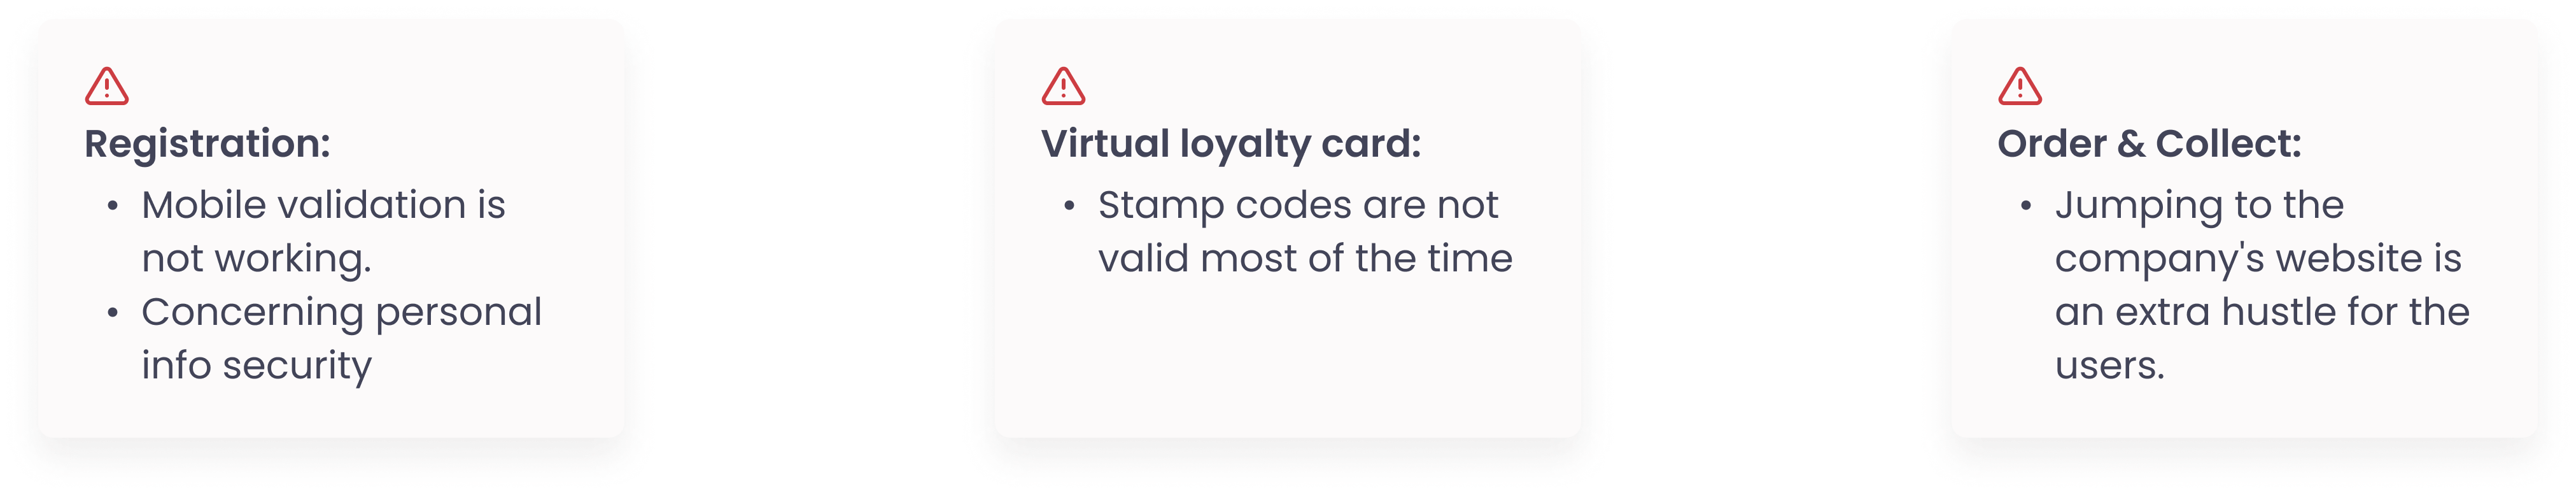 Registration:
• Mobile validation is
not working.
• Concerning personal
info security
Virtual loyalty card:
• Stamp codes are not
valid most of the time
Order & Collect:
• Jumping to the
company's website is
an extra hustle for the
users.